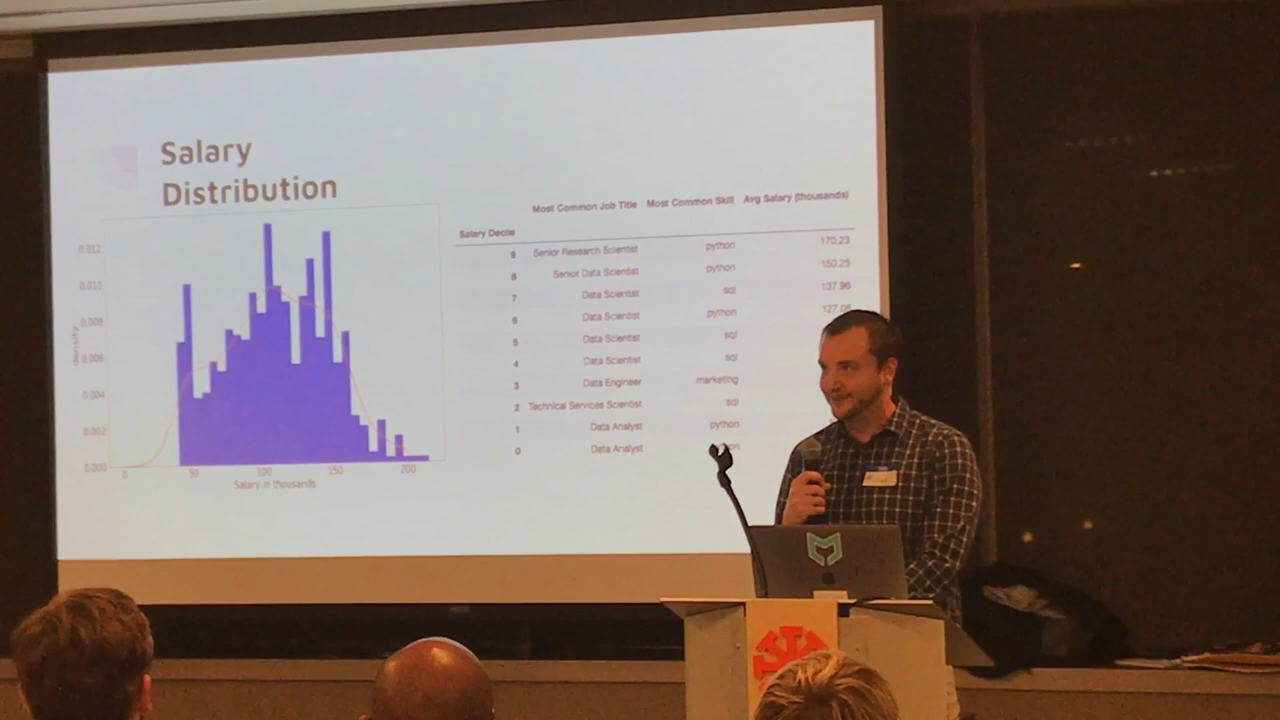 Salary
Distribution
Most Common Job Title Most Common Skill Avg Salary (thousands)
Salary Decile
9 Senior Research Scientist python 170.23
8 Senior Data Scientist python 150.25
7 Data Scientist sql 137.96
6 Data Scientist python 127.06
5 Data Scientist sql
4 Data Scientist sql
3 Data Engineer marketing
2 Technical Services Scientist sql
1 Data Analyst python
0 Data Analyst
density
0.012
0.010
0.008
0.006
0.004
0.002
0.000
0 50 100 150 200
Salary in thousands